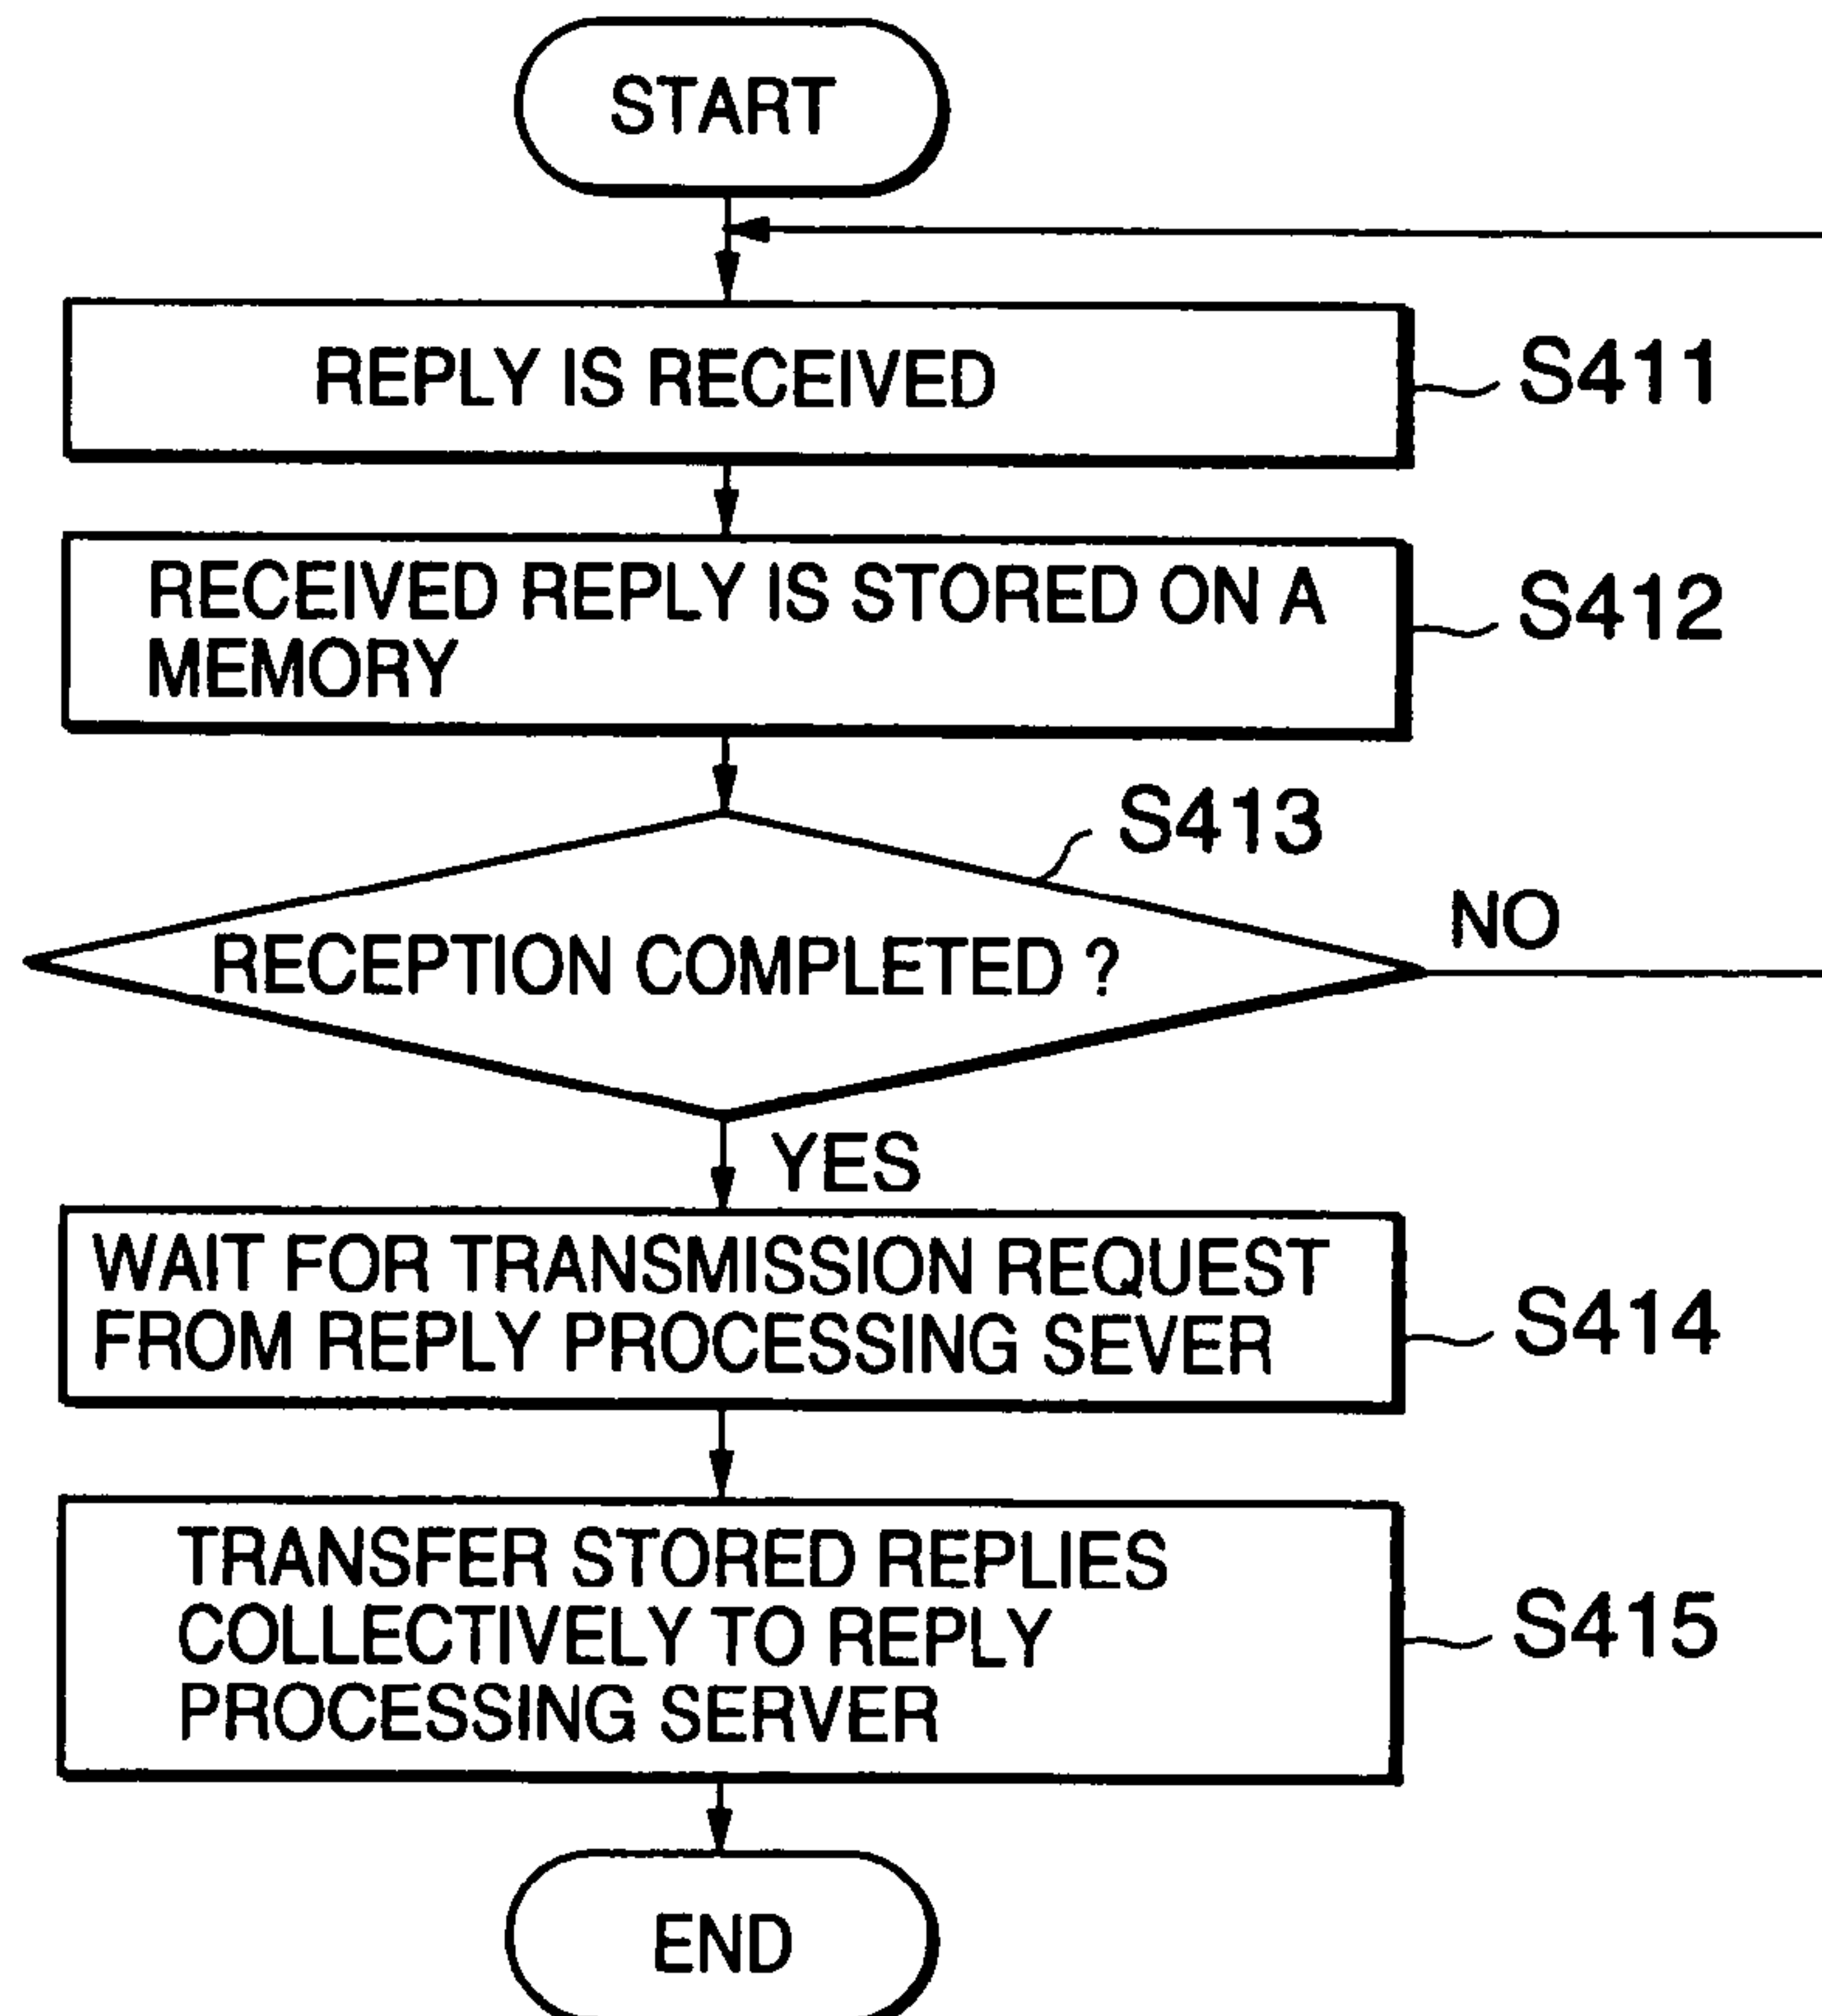 START
REPLY IS RECEIVED
S411
RECEIVED REPLY IS STORED ON A
MEMORY
S412
S413
RECEPTION COMPLETED ?
NO
YES
WAIT FOR TRANSMISSION REQUEST
FROM REPLY PROCESSING SEVER
S414
TRANSFER STORED REPLIES
COLLECTIVELY TO REPLY
PROCESSING SERVER
S415
END